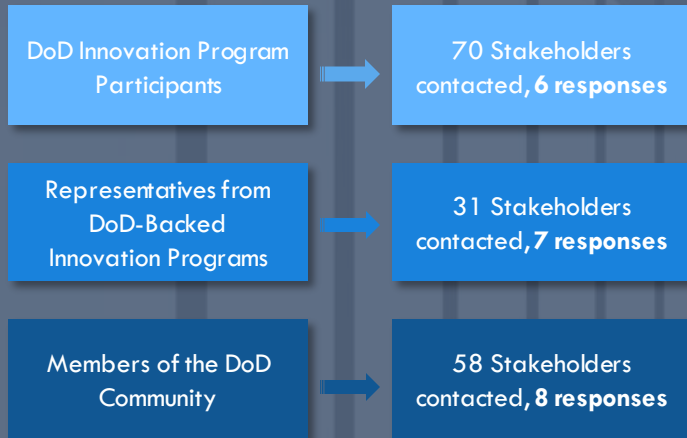 DoD Innovation Program
Participants
70 Stakeholders
contacted, 6 responses
Representatives from
DoD-Backed
Innovation Programs
31 Stakeholders
contacted, 7 responses
Members of the DoD
Community
58 Stakeholders
contacted, 8 responses